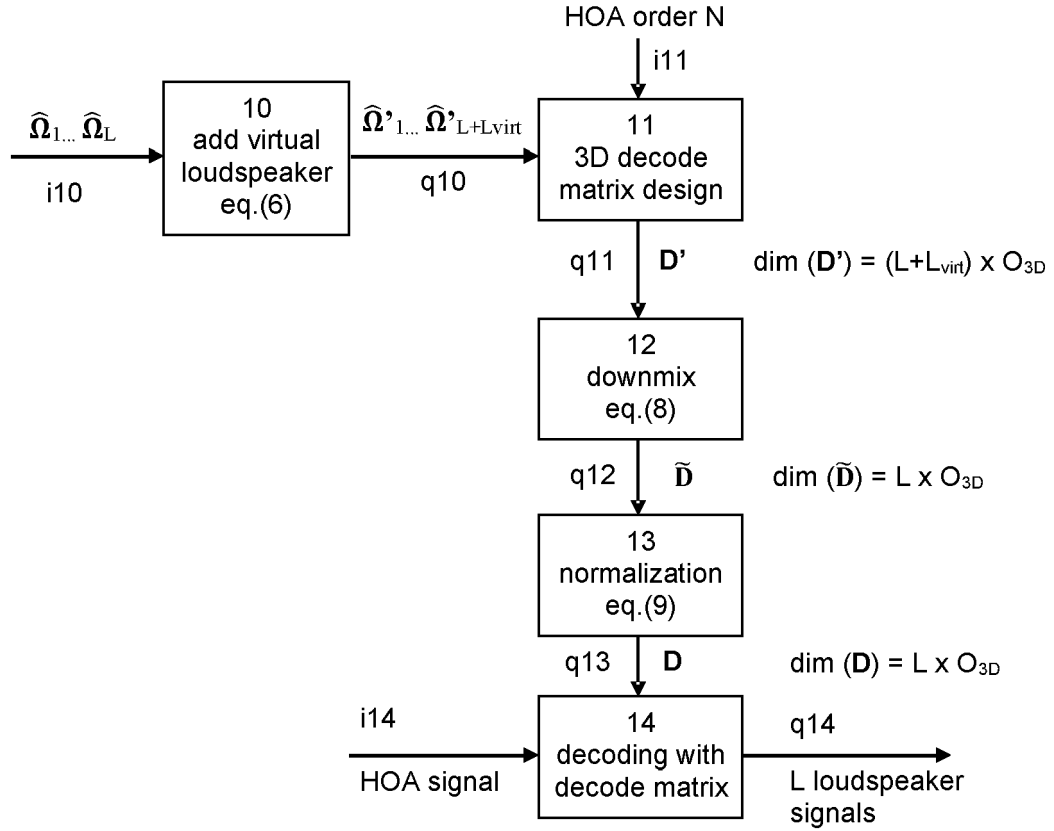 HOA order N
i11
Ω̂1... Ω̂L
i10
10
add virtual
loudspeaker
eq.(6)
Ω̂’1... Ω̂’L+Lvirt
q10
11
3D decode
matrix design
q11
D’
dim (D’) = (L+Lvirt) x O3D
12
downmix
eq.(8)
q12
D̃
dim (D̃) = L x O3D
13
normalization
eq.(9)
q13
D
dim (D) = L x O3D
i14
HOA signal
14
decoding with
decode matrix
q14
L loudspeaker
signals